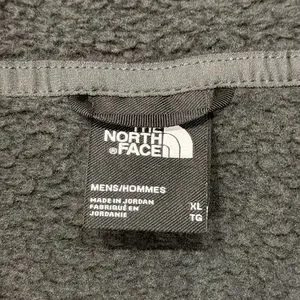 THE
NORTH
FACE
MENS/HOMMES
MADE IN JORDAN
FABRIQUÉ EN
JORDANIE
XL
TG